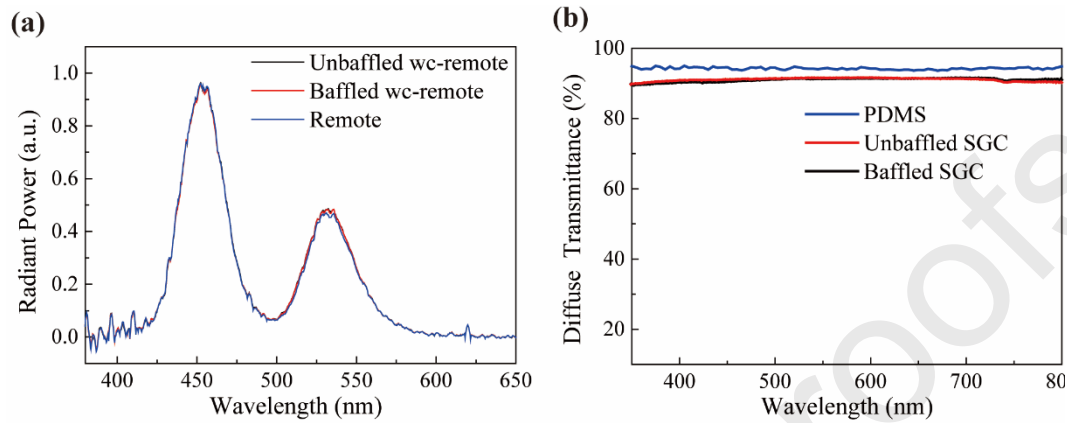 (a)
1.0
0.8
0.6
0.4
0.2
0.0
Radiant Power (a.u.)
Unbaffled wc-remote
Baffled wc-remote
Remote
400 450 500 550 600 650
Wavelength (nm)
(b)
100
80
60
40
20
Diffuse Transmittance (%)
PDMS
Unbaffled SGC
Baffled SGC
400 500 600 700 80
Wavelength (nm)
roofs